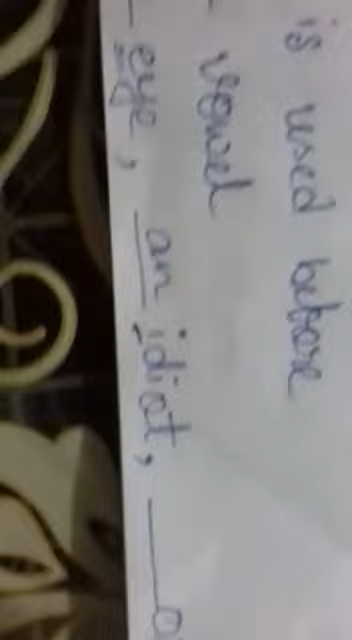 is used before
vowel
eye, an idiot,